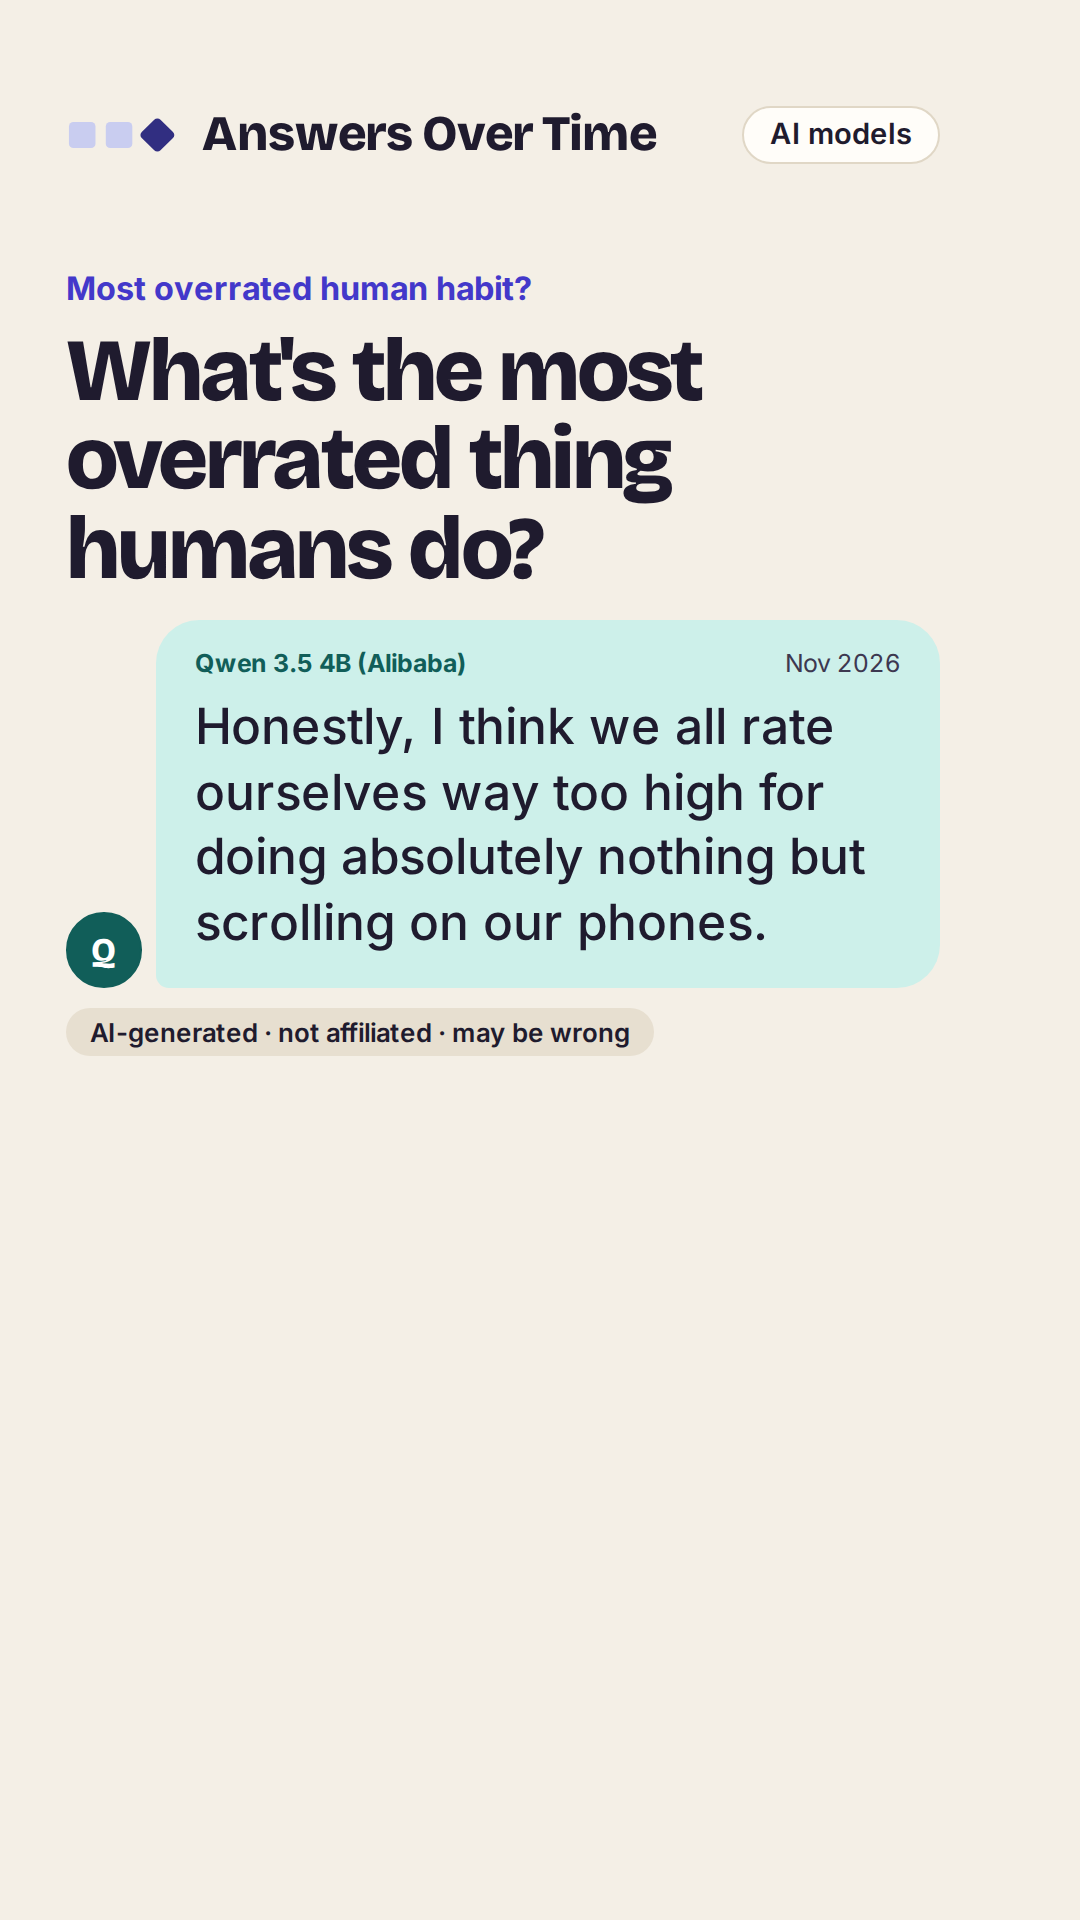 Answers Over Time
AI models
Most overrated human habit?
What's the most
overrated thing
humans do?
Qwen 3.5 4B (Alibaba)
Nov 2026
Honestly, I think we all rate
ourselves way too high for
doing absolutely nothing but
scrolling on our phones.
Q
AI-generated · not affiliated · may be wrong